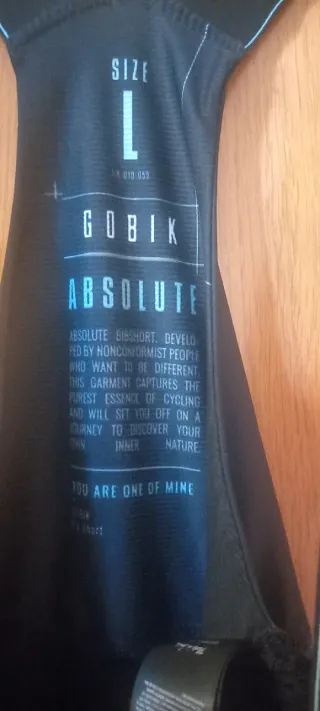 SIZE
L
GOBIK
ABSOLUTE
ABSOLUTE BIBSHORT. DEVELO-
PED BY NONCONFORMIST PEOPLE
WHO WANT TO BE DIFFERENT.
THIS GARMENT CAPTURES THE
PUREST ESSENCE OF CYCLING
AND WILL SET YOU OFF ON A
JOURNEY TO DISCOVER YOUR
OWN INNER NATURE.
YOU ARE ONE OF MINE